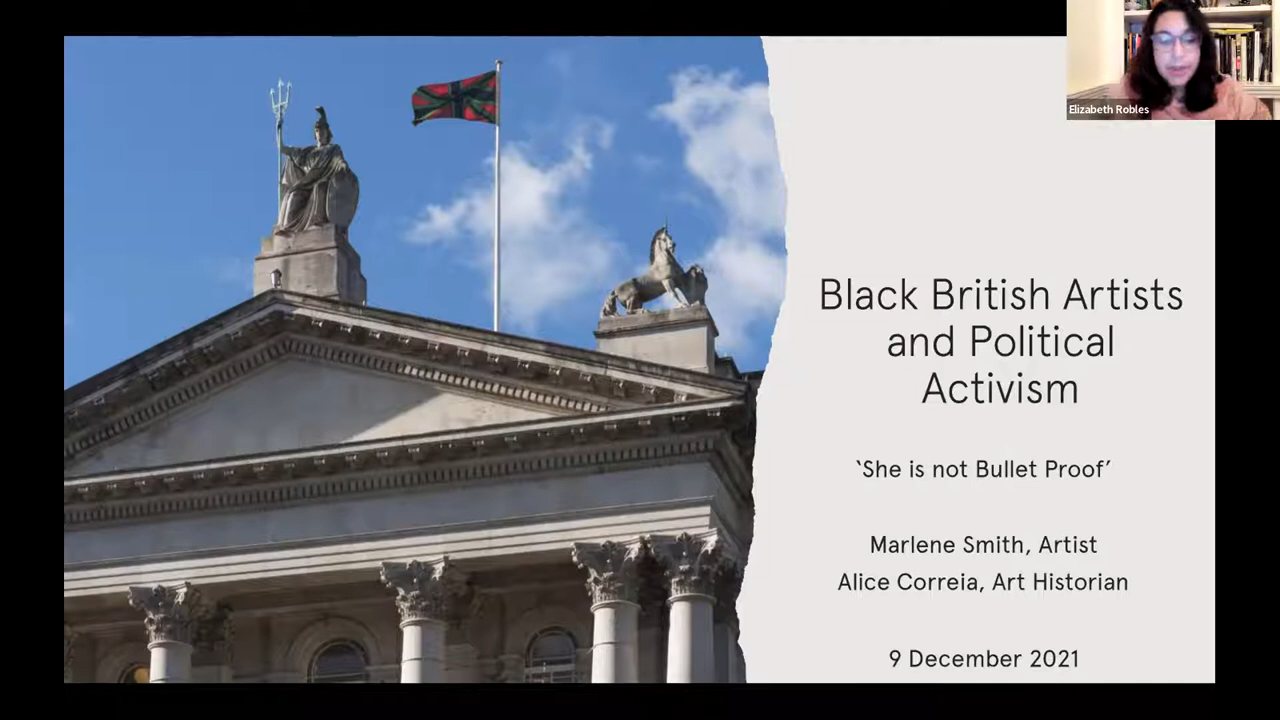 Elizabeth Robles
Black British Artists
and Political
Activism
‘She is not Bullet Proof’
Marlene Smith, Artist
Alice Correia, Art Historian
9 December 2021